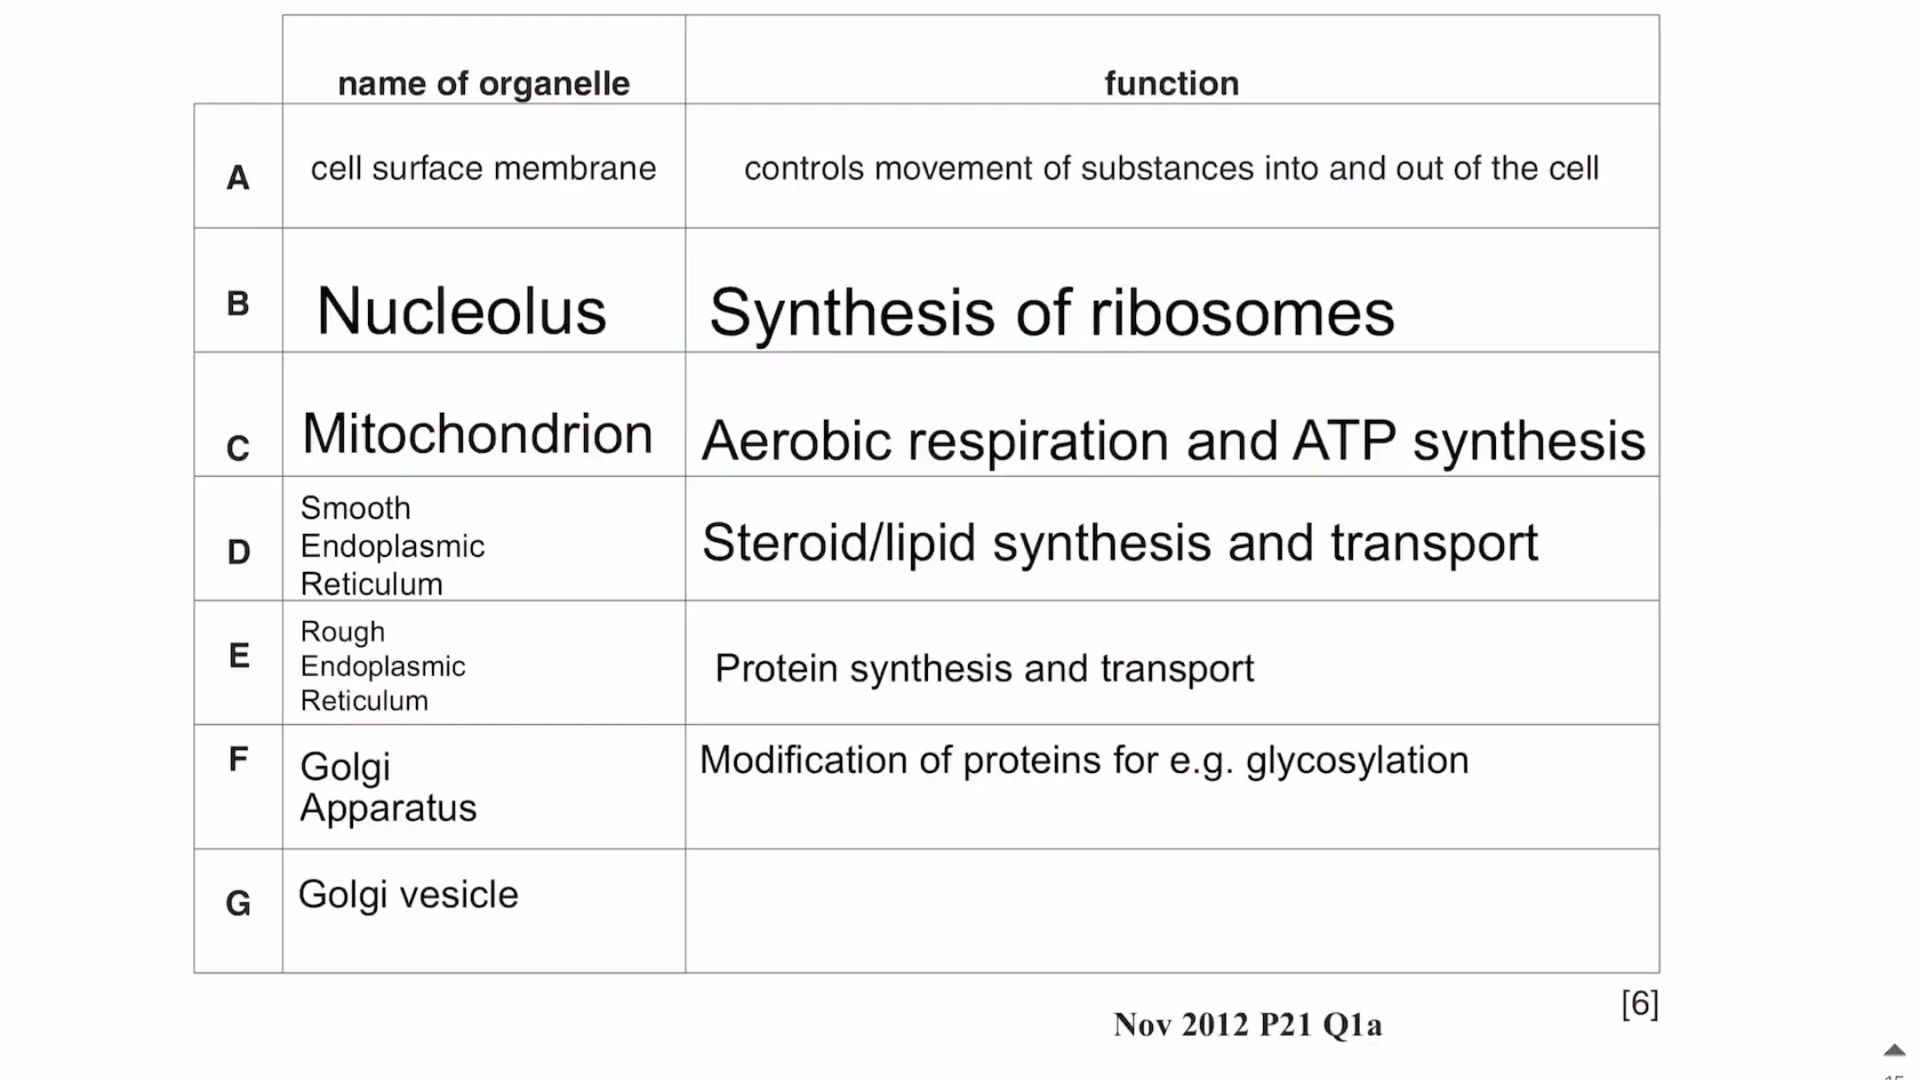 name of organelle function
A cell surface membrane controls movement of substances into and out of the cell
B Nucleolus Synthesis of ribosomes
C Mitochondrion Aerobic respiration and ATP synthesis
D Smooth
Endoplasmic
Reticulum
Steroid/lipid synthesis and transport
E Rough
Endoplasmic
Reticulum
Protein synthesis and transport
F Golgi
Apparatus
Modification of proteins for e.g. glycosylation
G Golgi vesicle
[6]
Nov 2012 P21 Q1a